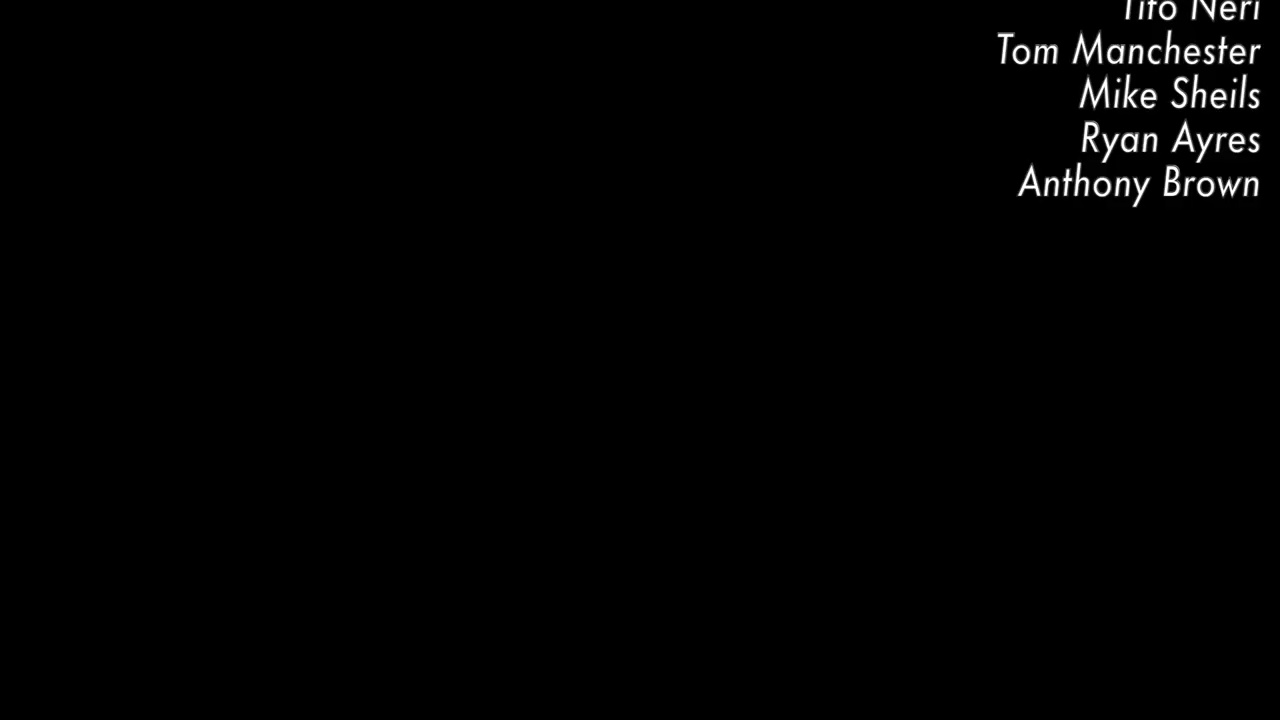 Tito Neri
Tom Manchester
Mike Sheils
Ryan Ayres
Anthony Brown